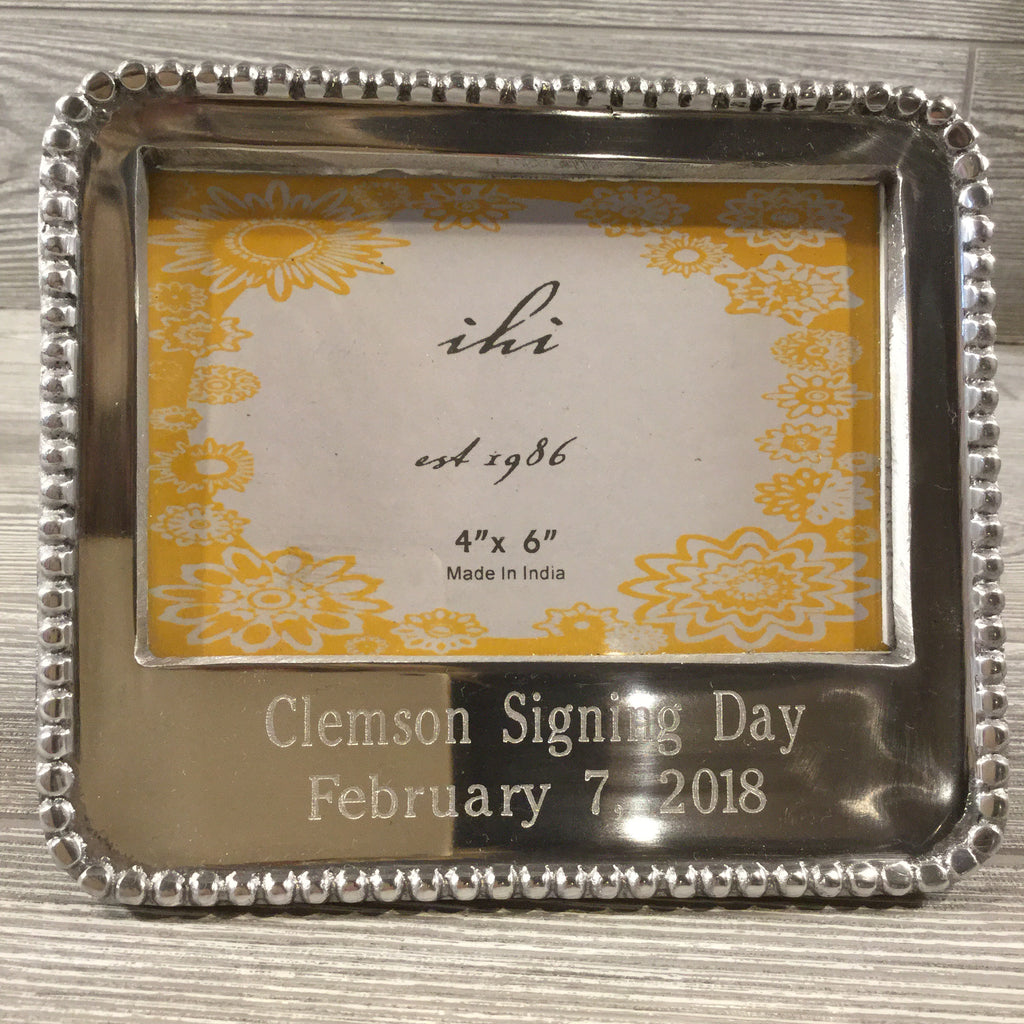 ihi
est 1986
4" x 6"
Made In India
Clemson Signing Day
February 7, 2018